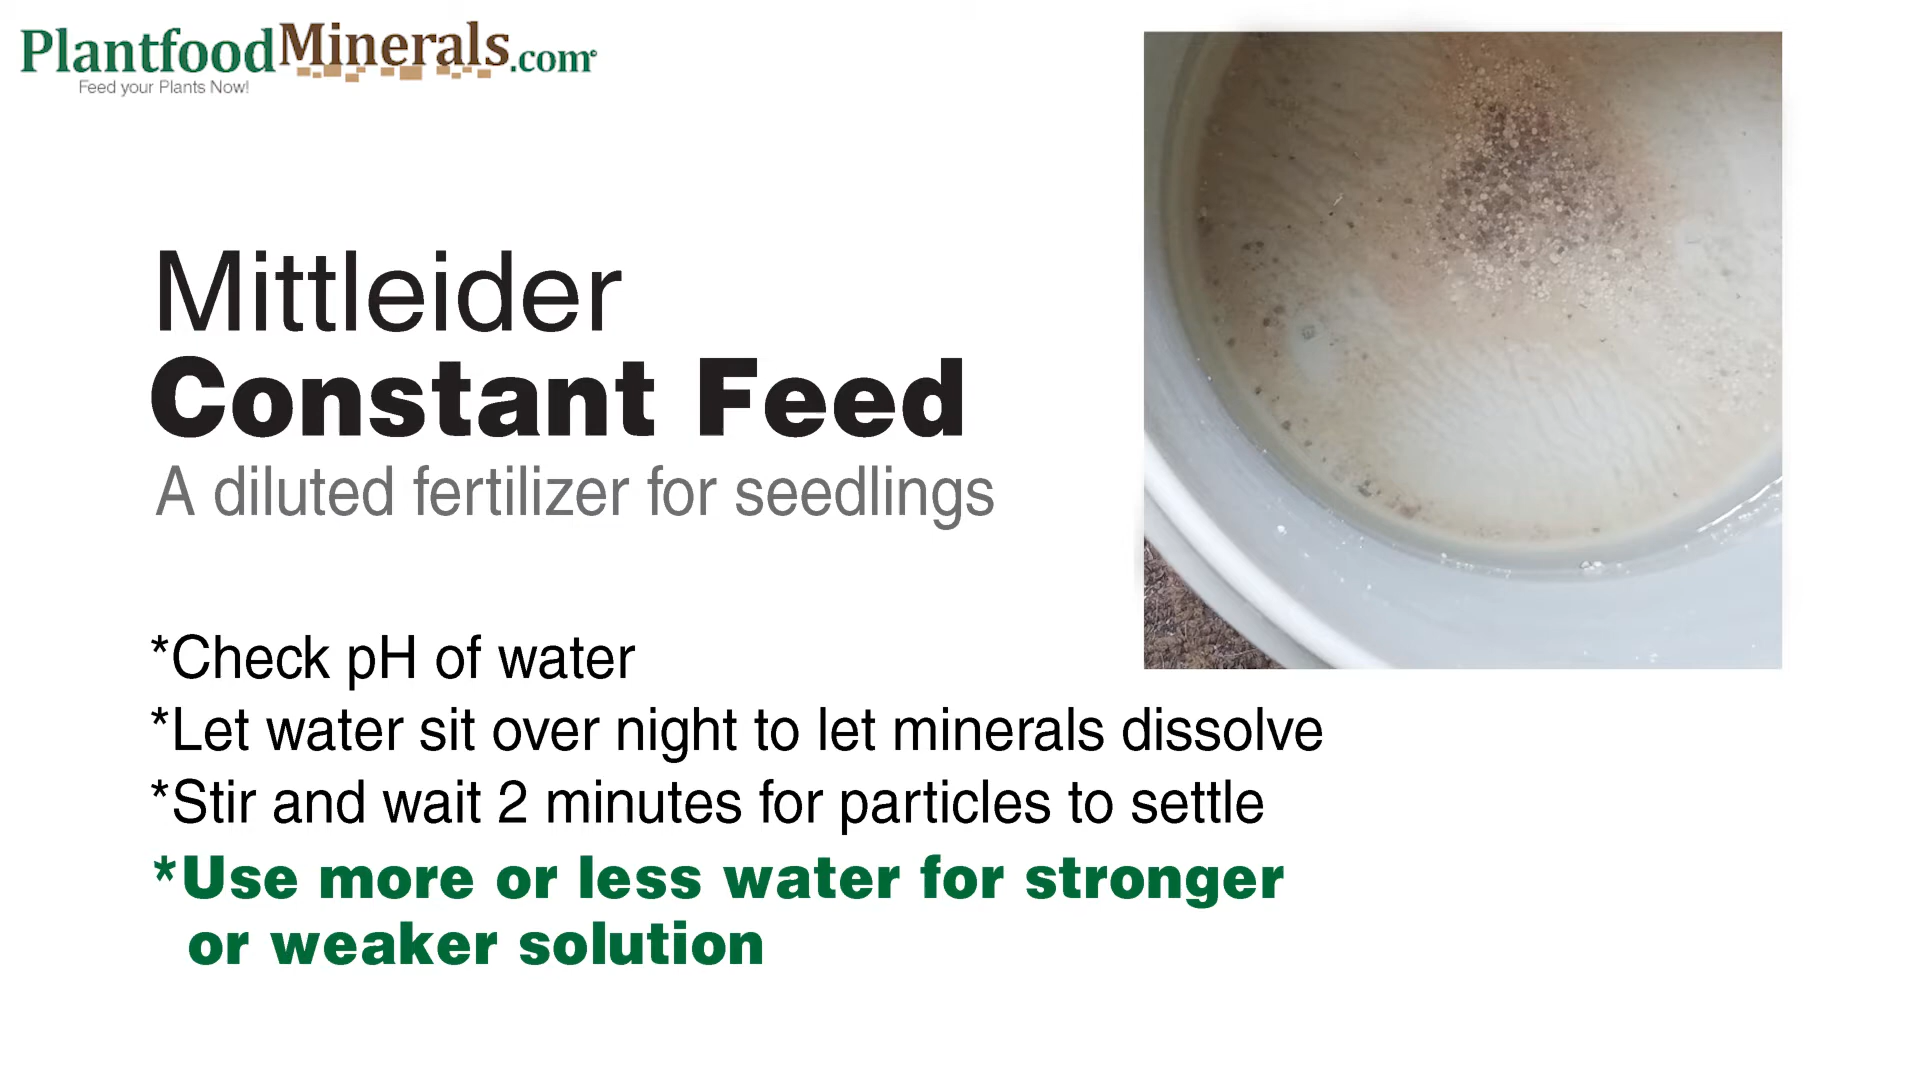 PlantfoodMinerals.com
Feed your Plants Now!
Mittleider
Constant Feed
A diluted fertilizer for seedlings
*Check pH of water
*Let water sit over night to let minerals dissolve
*Stir and wait 2 minutes for particles to settle
*Use more or less water for stronger
or weaker solution